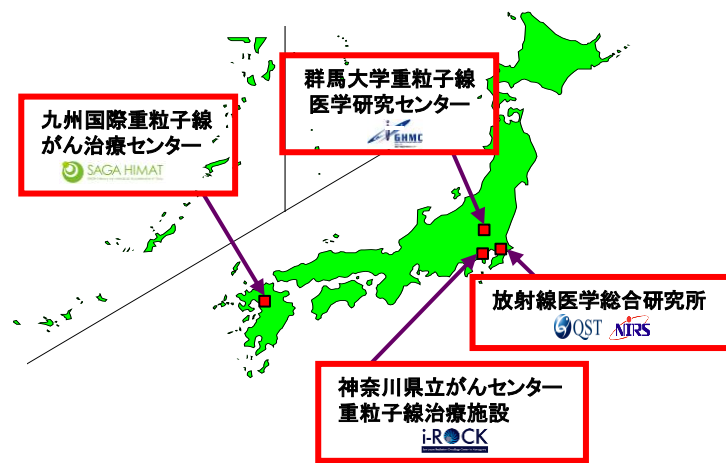 群馬大学重粒子線
医学研究センター
GHMC
九州国際重粒子線
がん治療センター
SAGA HIMAT
放射線医学総合研究所
QST NIRS
神奈川県立がんセンター
重粒子線治療施設
i-ROCK